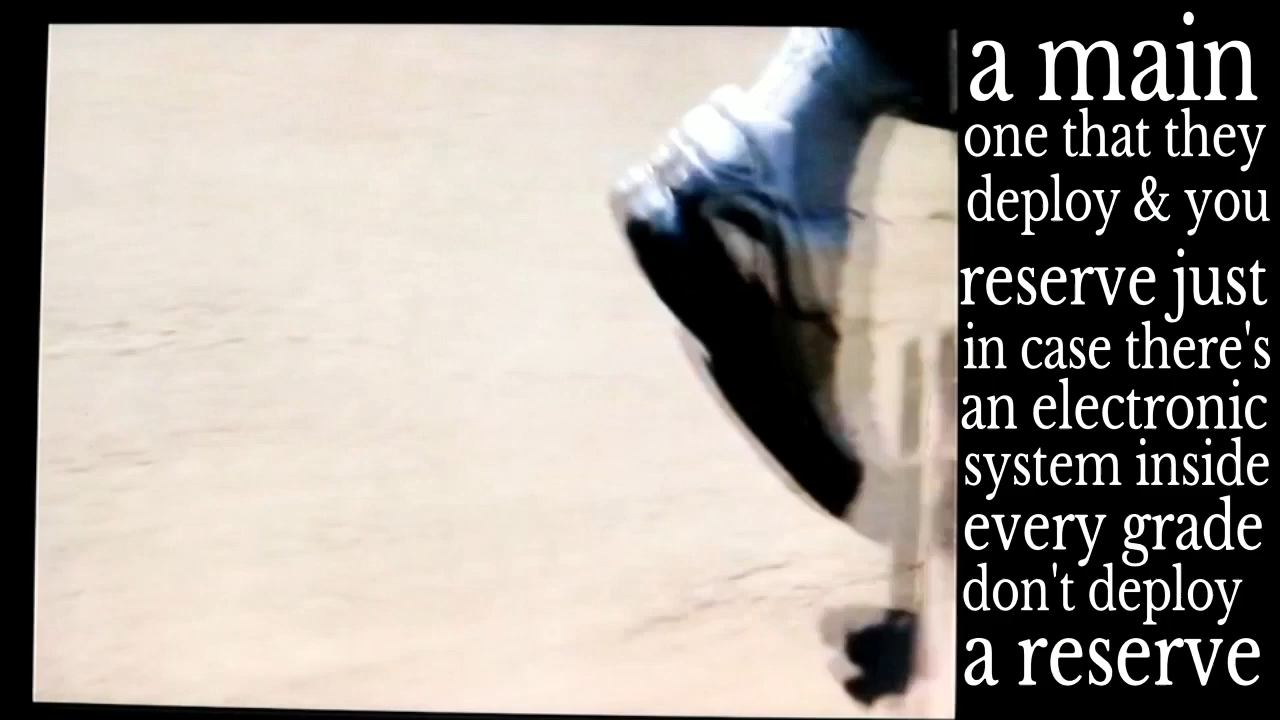 a main
one that they
deploy & you
reserve just
in case there's
an electronic
system inside
every grade
don't deploy
a reserve